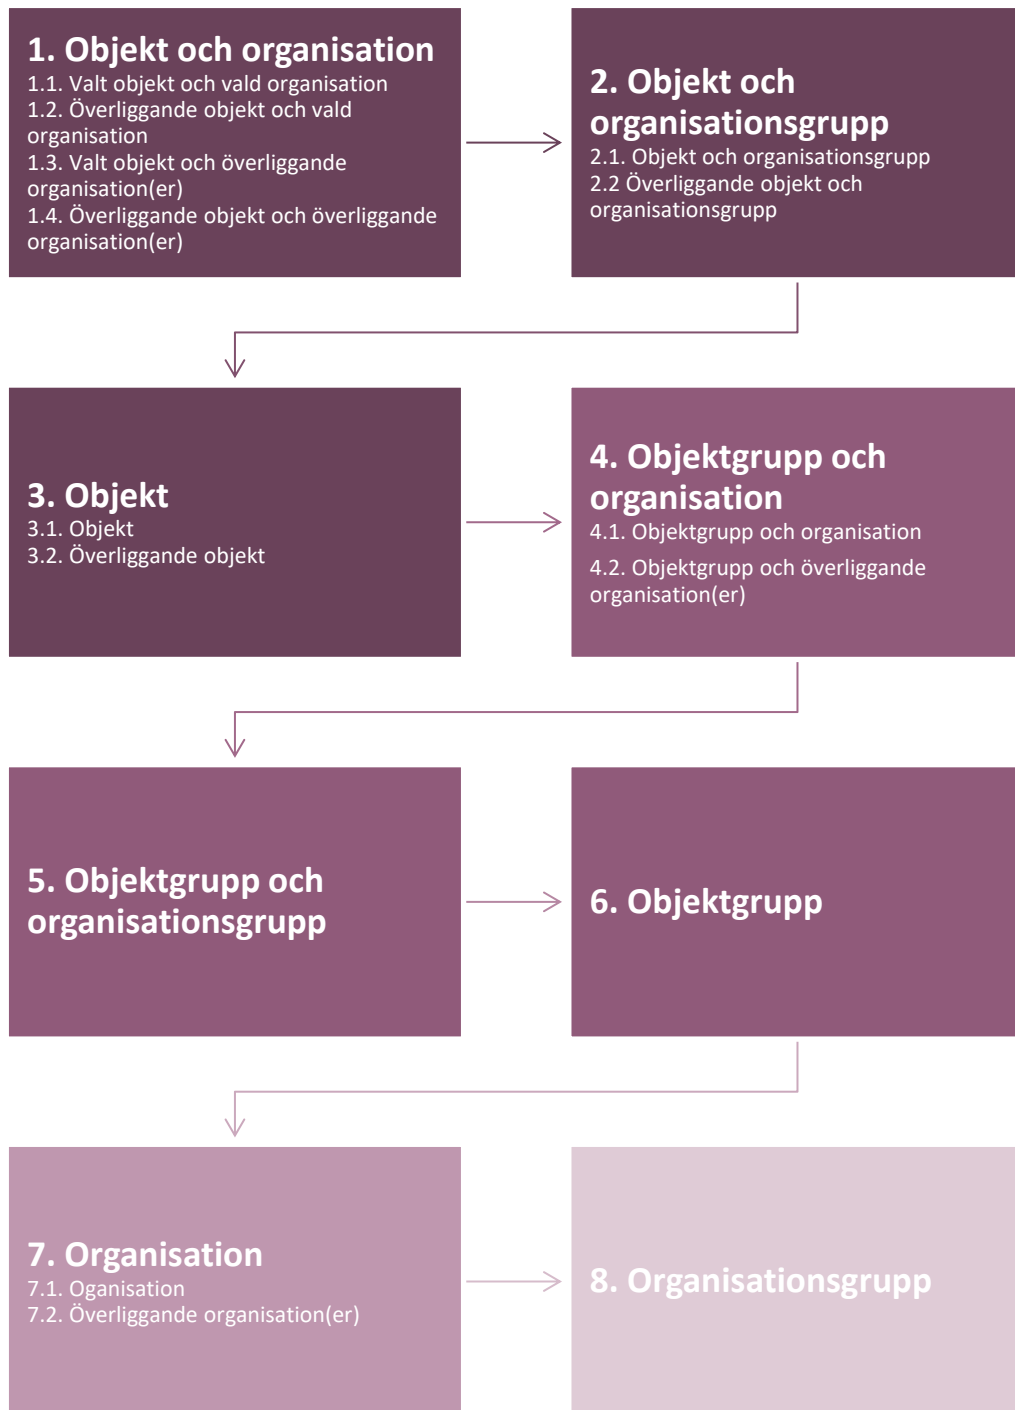 1. Objekt och organisation
1.1. Valt objekt och vald organisation
1.2. Överliggande objekt och vald
organisation
1.3. Valt objekt och överliggande
organisation(er)
1.4. Överliggande objekt och överliggande
organisation(er)
2. Objekt och
organisationsgrupp
2.1. Objekt och organisationsgrupp
2.2 Överliggande objekt och
organisationsgrupp
3. Objekt
3.1. Objekt
3.2. Överliggande objekt
4. Objektgrupp och
organisation
4.1. Objektgrupp och organisation
4.2. Objektgrupp och överliggande
organisation(er)
5. Objektgrupp och
organisationsgrupp
6. Objektgrupp
7. Organisation
7.1. Oganisation
7.2. Överliggande organisation(er)
8. Organisationsgrupp